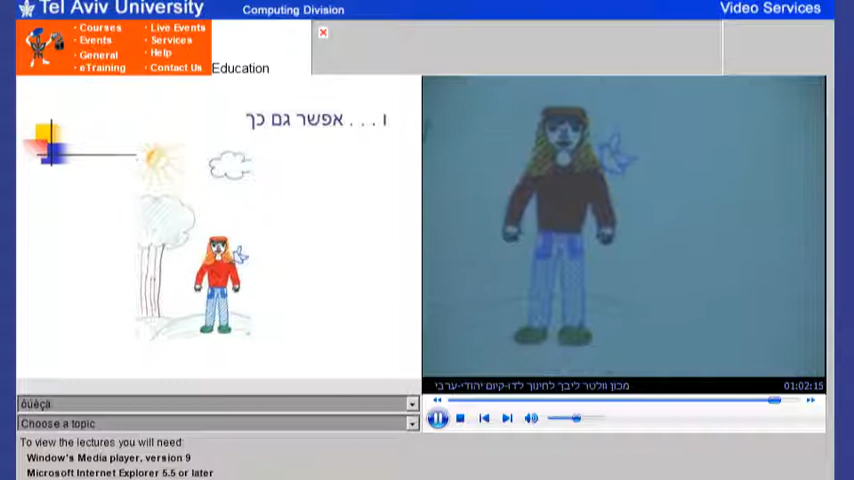 Tel Aviv University
Computing Division
Video Services
· Courses
· Events
· General
· eTraining
· Live Events
· Services
· Help
· Contact Us
Education
ו . . . אפשר גם כך
מכון וולטר ליבך לחינוך לדו-קיום יהודי-ערבי
01:02:15
ôúéçä
Choose a topic
To view the lectures you will need:
Window's Media player, version 9
Microsoft Internet Explorer 5.5 or later